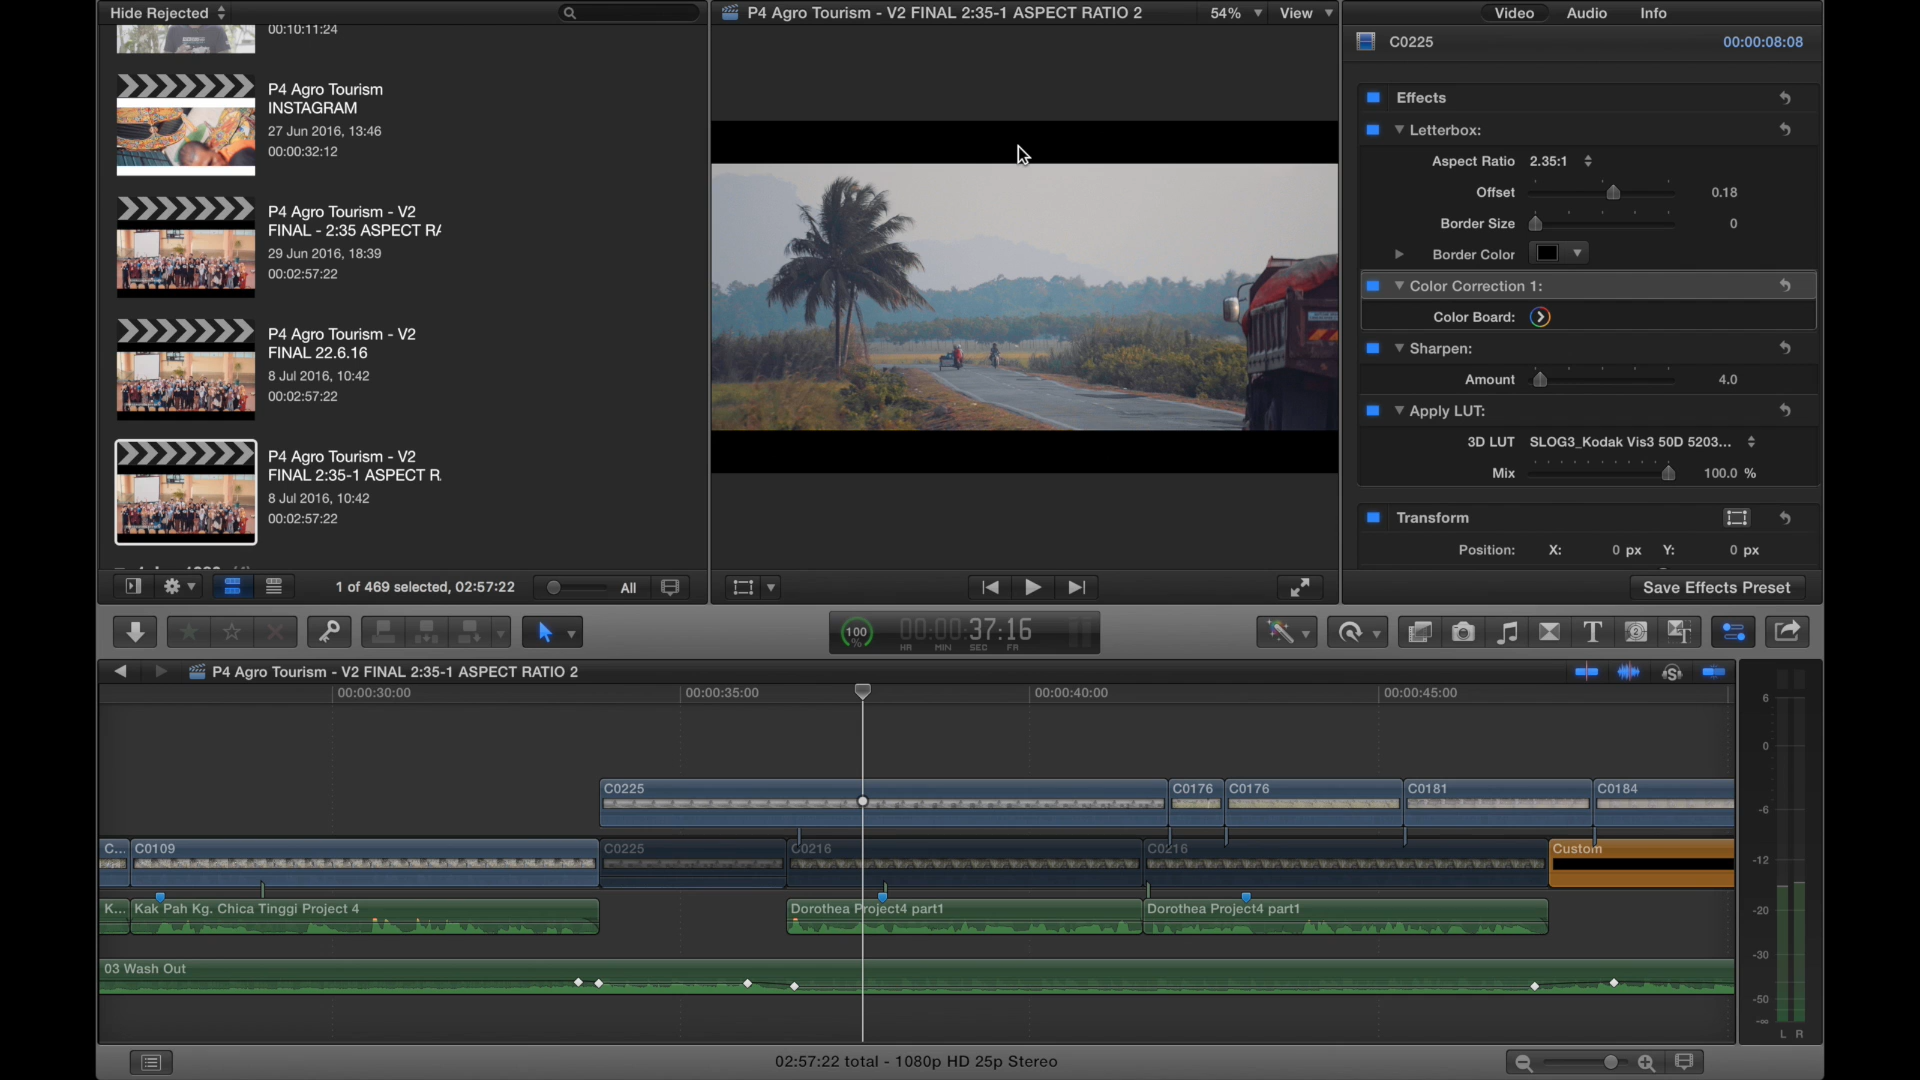 Hide Rejected
00:10:11:24
P4 Agro Tourism
INSTAGRAM
27 Jun 2016, 13:46
00:00:32:12
P4 Agro Tourism - V2
FINAL - 2:35 ASPECT RA
29 Jun 2016, 18:39
00:02:57:22
P4 Agro Tourism - V2
FINAL 22.6.16
8 Jul 2016, 10:42
00:02:57:22
P4 Agro Tourism - V2
FINAL 2:35-1 ASPECT R
8 Jul 2016, 10:42
00:02:57:22
1 of 469 selected, 02:57:22
All
P4 Agro Tourism - V2 FINAL 2:35-1 ASPECT RATIO 2
54%
View
Video
Audio
Info
C0225
00:00:08:08
Effects
Letterbox:
Aspect Ratio 2.35:1
Offset 0.18
Border Size 0
Border Color
Color Correction 1:
Color Board:
Sharpen:
Amount 4.0
Apply LUT:
3D LUT SLOG3_Kodak Vis3 50D 5203...
Mix 100.0 %
Transform
Position: X: 0 px Y: 0 px
Save Effects Preset
100
%
00:00:37:16
HR MIN SEC FR
P4 Agro Tourism - V2 FINAL 2:35-1 ASPECT RATIO 2
00:00:30:00
00:00:35:00
00:00:40:00
00:00:45:00
C0225
C0176
C0176
C0181
C0184
C...
C0109
C0225
C0216
C0216
Custom
K...
Kak Pah Kg. Chica Tinggi Project 4
Dorothea Project4 part1
Dorothea Project4 part1
03 Wash Out
6
0
-6
-12
-20
-30
-50
-∞
L R
02:57:22 total - 1080p HD 25p Stereo